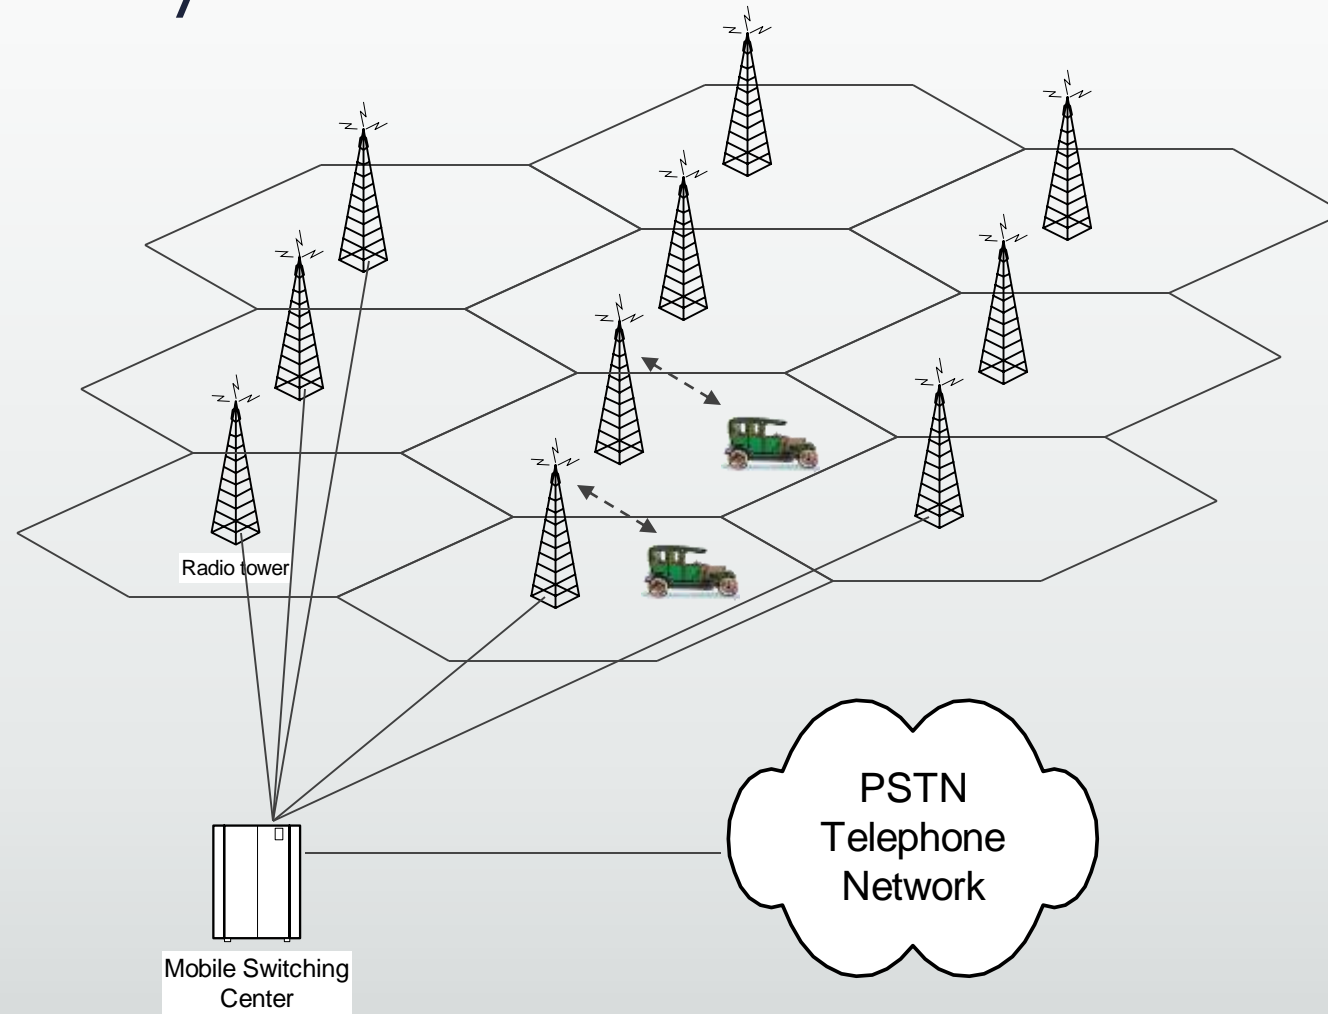 Radio tower
PSTN
Telephone
Network
Mobile Switching
Center